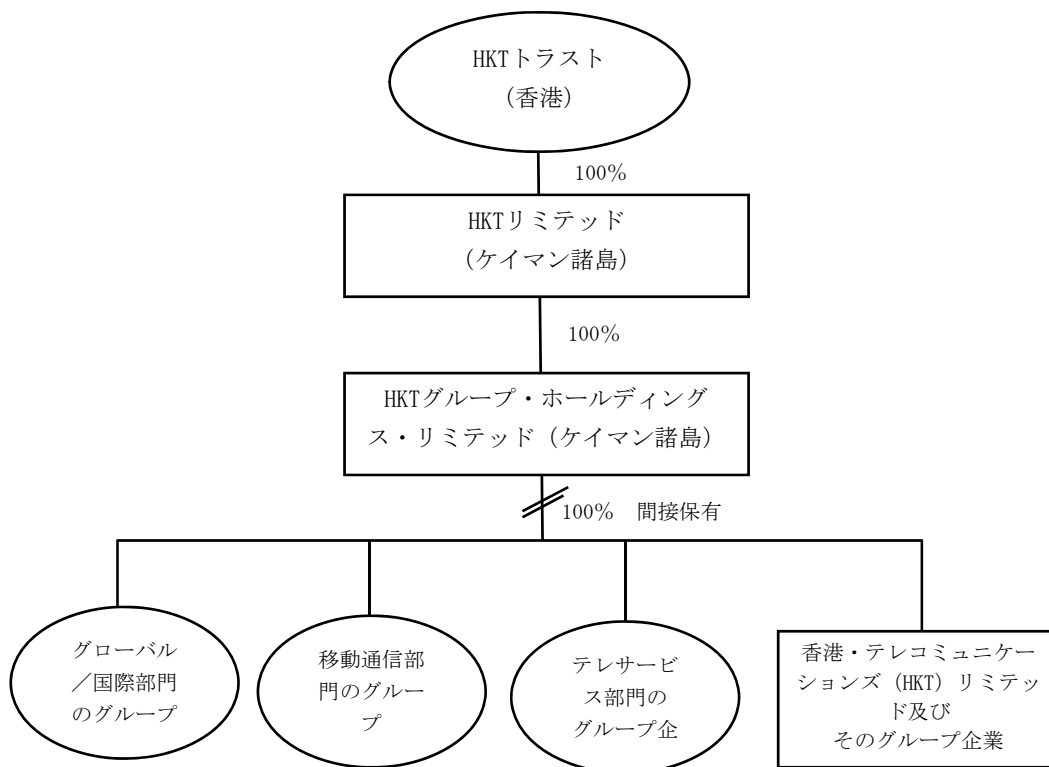 HKTトラスト
（香港）
100％
HKTリミテッド
（ケイマン諸島）
100％
HKTグループ・ホールディング
ス・リミテッド（ケイマン諸島）
100％　間接保有
グローバル
／国際部門
のグループ
移動通信部
門のグルー
プ
テレサービ
ス部門の
グループ企
香港・テレコミュニケー
ションズ（HKT）リミテッ
ド及び
そのグループ企業